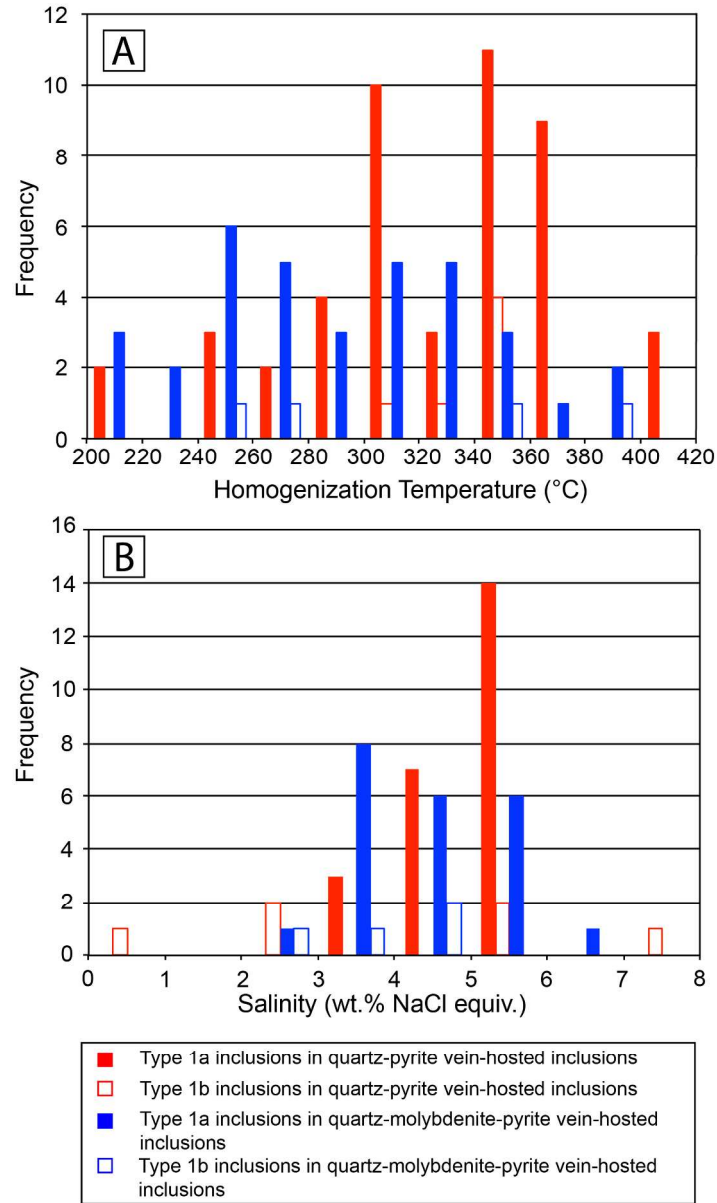 A
12
10
8
6
4
2
0
Frequency
200 220 240 260 280 300 320 340 360 380 400 420
Homogenization Temperature (°C)
B
16
14
12
10
8
6
4
2
0
Frequency
0 1 2 3 4 5 6 7 8
Salinity (wt.% NaCl equiv.)
Type 1a inclusions in quartz-pyrite vein-hosted inclusions
Type 1b inclusions in quartz-pyrite vein-hosted inclusions
Type 1a inclusions in quartz-molybdenite-pyrite vein-hosted
inclusions
Type 1b inclusions in quartz-molybdenite-pyrite vein-hosted
inclusions